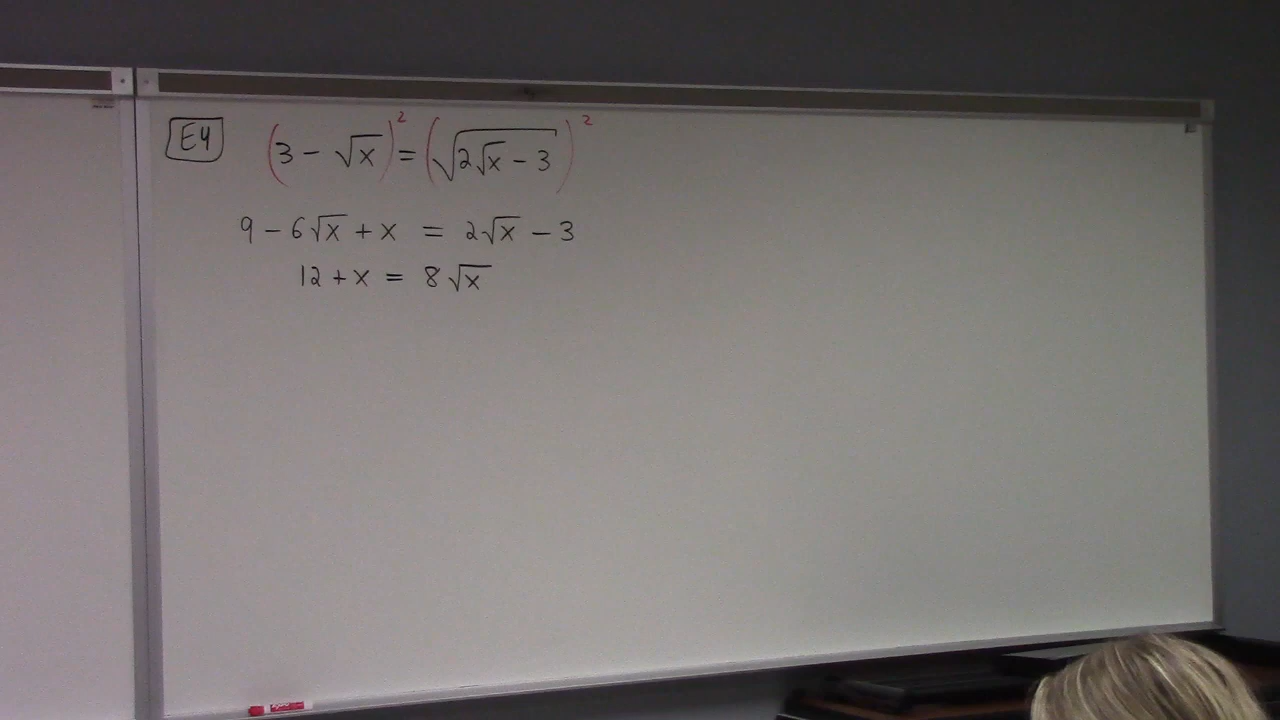 E4 (3 - √x)² = (√(2√x - 3))²
9 - 6√x + x = 2√x - 3
12 + x = 8√x